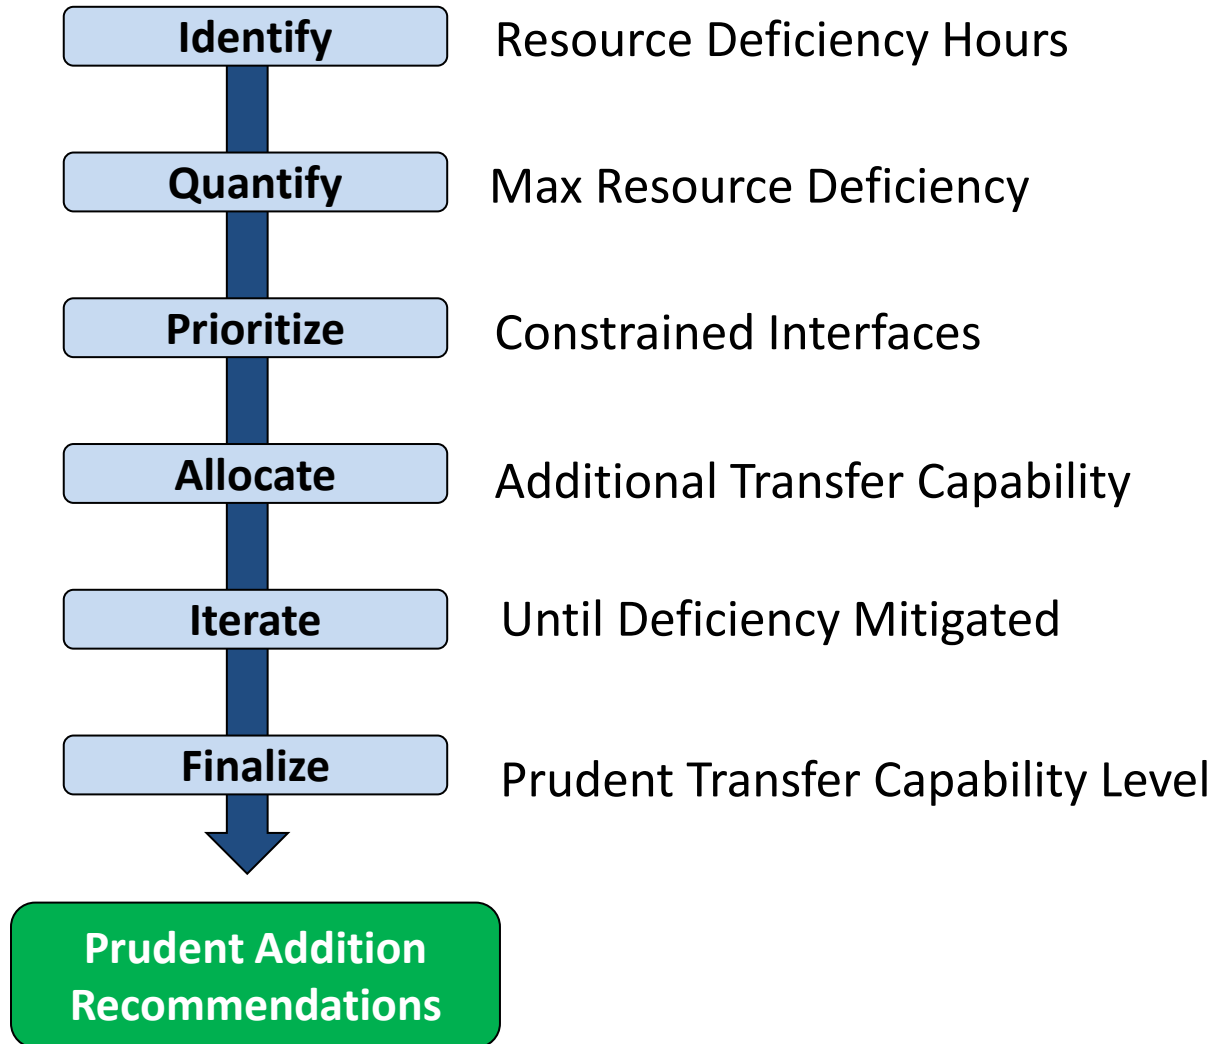 Identify Resource Deficiency Hours
Quantify Max Resource Deficiency
Prioritize Constrained Interfaces
Allocate Additional Transfer Capability
Iterate Until Deficiency Mitigated
Finalize Prudent Transfer Capability Level
Prudent Addition
Recommendations